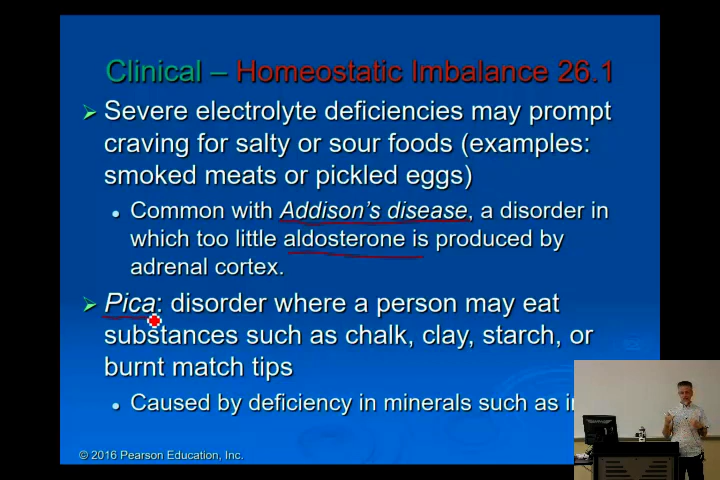 Clinical – Homeostatic Imbalance 26.1
Severe electrolyte deficiencies may prompt
craving for salty or sour foods (examples:
smoked meats or pickled eggs)
Common with Addison's disease, a disorder in
which too little aldosterone is produced by
adrenal cortex.
Pica: disorder where a person may eat
substances such as chalk, clay, starch, or
burnt match tips
Caused by deficiency in minerals such as
© 2016 Pearson Education, Inc.